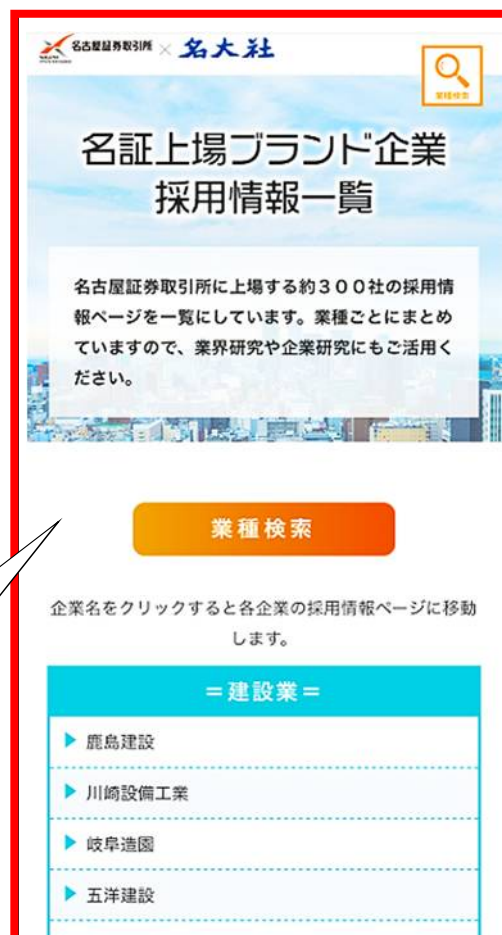 名古屋証券取引所 × 名大社
業種検索
名証上場ブランド企業
採用情報一覧
名古屋証券取引所に上場する約300社の採用情
報ページを一覧にしています。業種ごとにまとめ
ていますので、業界研究や企業研究にもご活用く
ださい。
業種検索
企業名をクリックすると各企業の採用情報ページに移動
します。
＝建設業＝
▶ 鹿島建設
▶ 川崎設備工業
▶ 岐阜造園
▶ 五洋建設